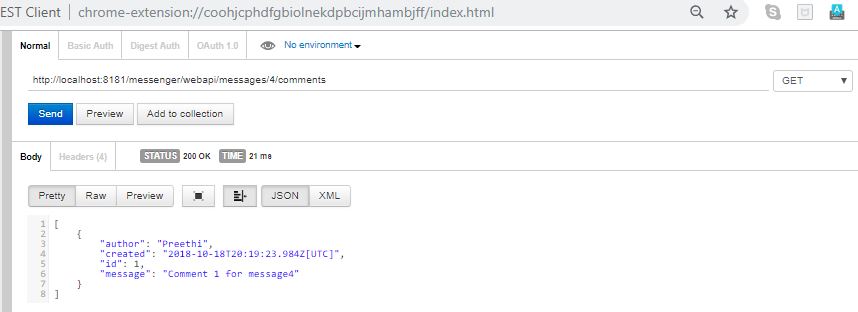 EST Client chrome-extension://coohjcphdfgbiolnekdpbcijmhambjff/index.html
Normal Basic Auth Digest Auth OAuth 1.0 No environment
http://localhost:8181/messenger/webapi/messages/4/comments GET
Send Preview Add to collection
Body Headers (4) STATUS 200 OK TIME 21 ms
Pretty Raw Preview JSON XML
1 [
2 {
3 "author": "Preethi",
4 "created": "2018-10-18T20:19:23.984Z[UTC]",
5 "id": 1,
6 "message": "Comment 1 for message4"
7 }
8 ]